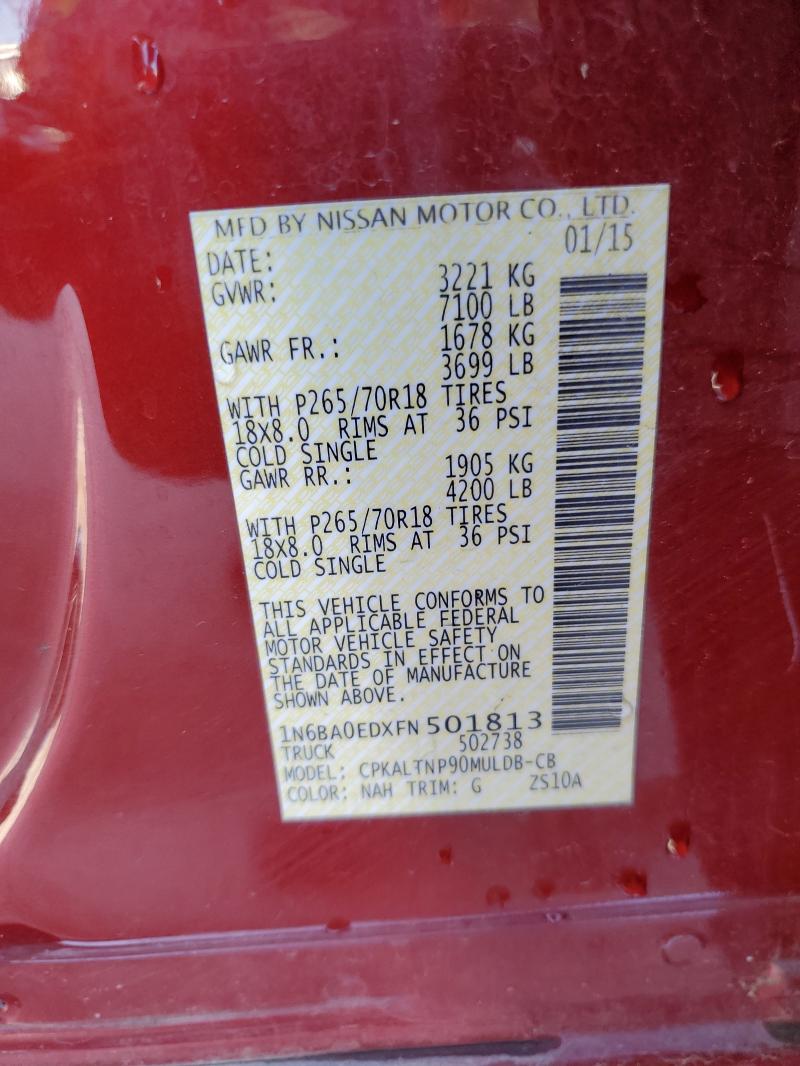 MFD BY NISSAN MOTOR CO., LTD.
DATE: 01/15
GVWR: 3221 KG
7100 LB
GAWR FR.: 1678 KG
3699 LB
WITH P265/70R18 TIRES
18X8.0 RIMS AT 36 PSI
COLD SINGLE
GAWR RR.: 1905 KG
4200 LB
WITH P265/70R18 TIRES
18X8.0 RIMS AT 36 PSI
COLD SINGLE
THIS VEHICLE CONFORMS TO
ALL APPLICABLE FEDERAL
MOTOR VEHICLE SAFETY
STANDARDS IN EFFECT ON
THE DATE OF MANUFACTURE
SHOWN ABOVE.
1N6BA0EDXFN501813
TRUCK 502738
MODEL: CPKALTNP90MULDB-CB
COLOR: NAH TRIM: G ZS10A